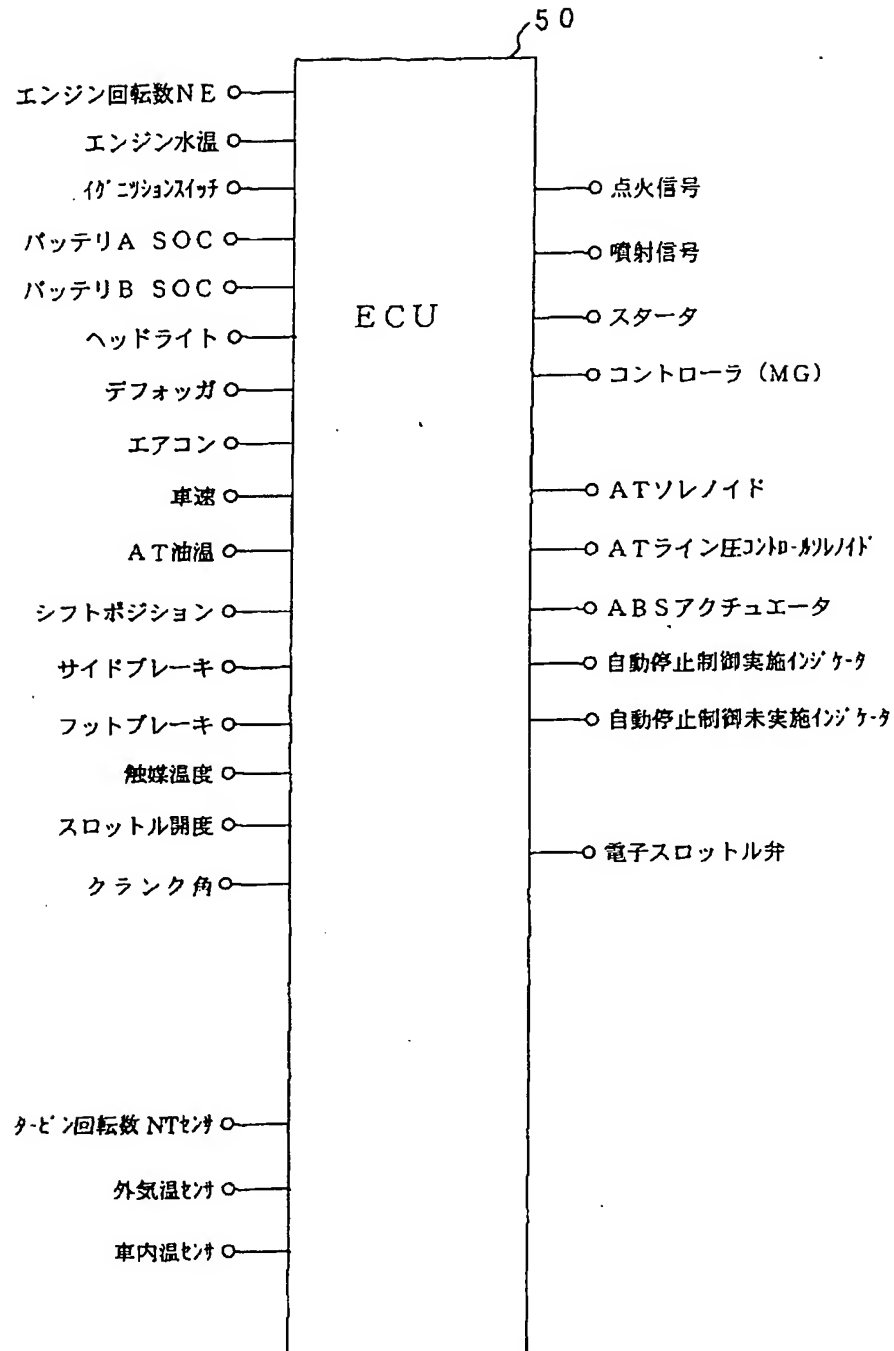 50
エンジン回転数NE
エンジン水温
イグニツションスイッチ
バッテリA SOC
バッテリB SOC
ヘッドライト
デフォッガ
エアコン
車速
AT油温
シフトポジション
サイドブレーキ
フットブレーキ
触媒温度
スロットル開度
クランク角
タービン回転数 NTセンサ
外気温センサ
車内温センサ
ECU
点火信号
噴射信号
スタータ
コントローラ (MG)
ATソレノイド
ATライン圧コントロールソレノイド
ABSアクチュエータ
自動停止制御実施インジケータ
自動停止制御未実施インジケータ
電子スロットル弁